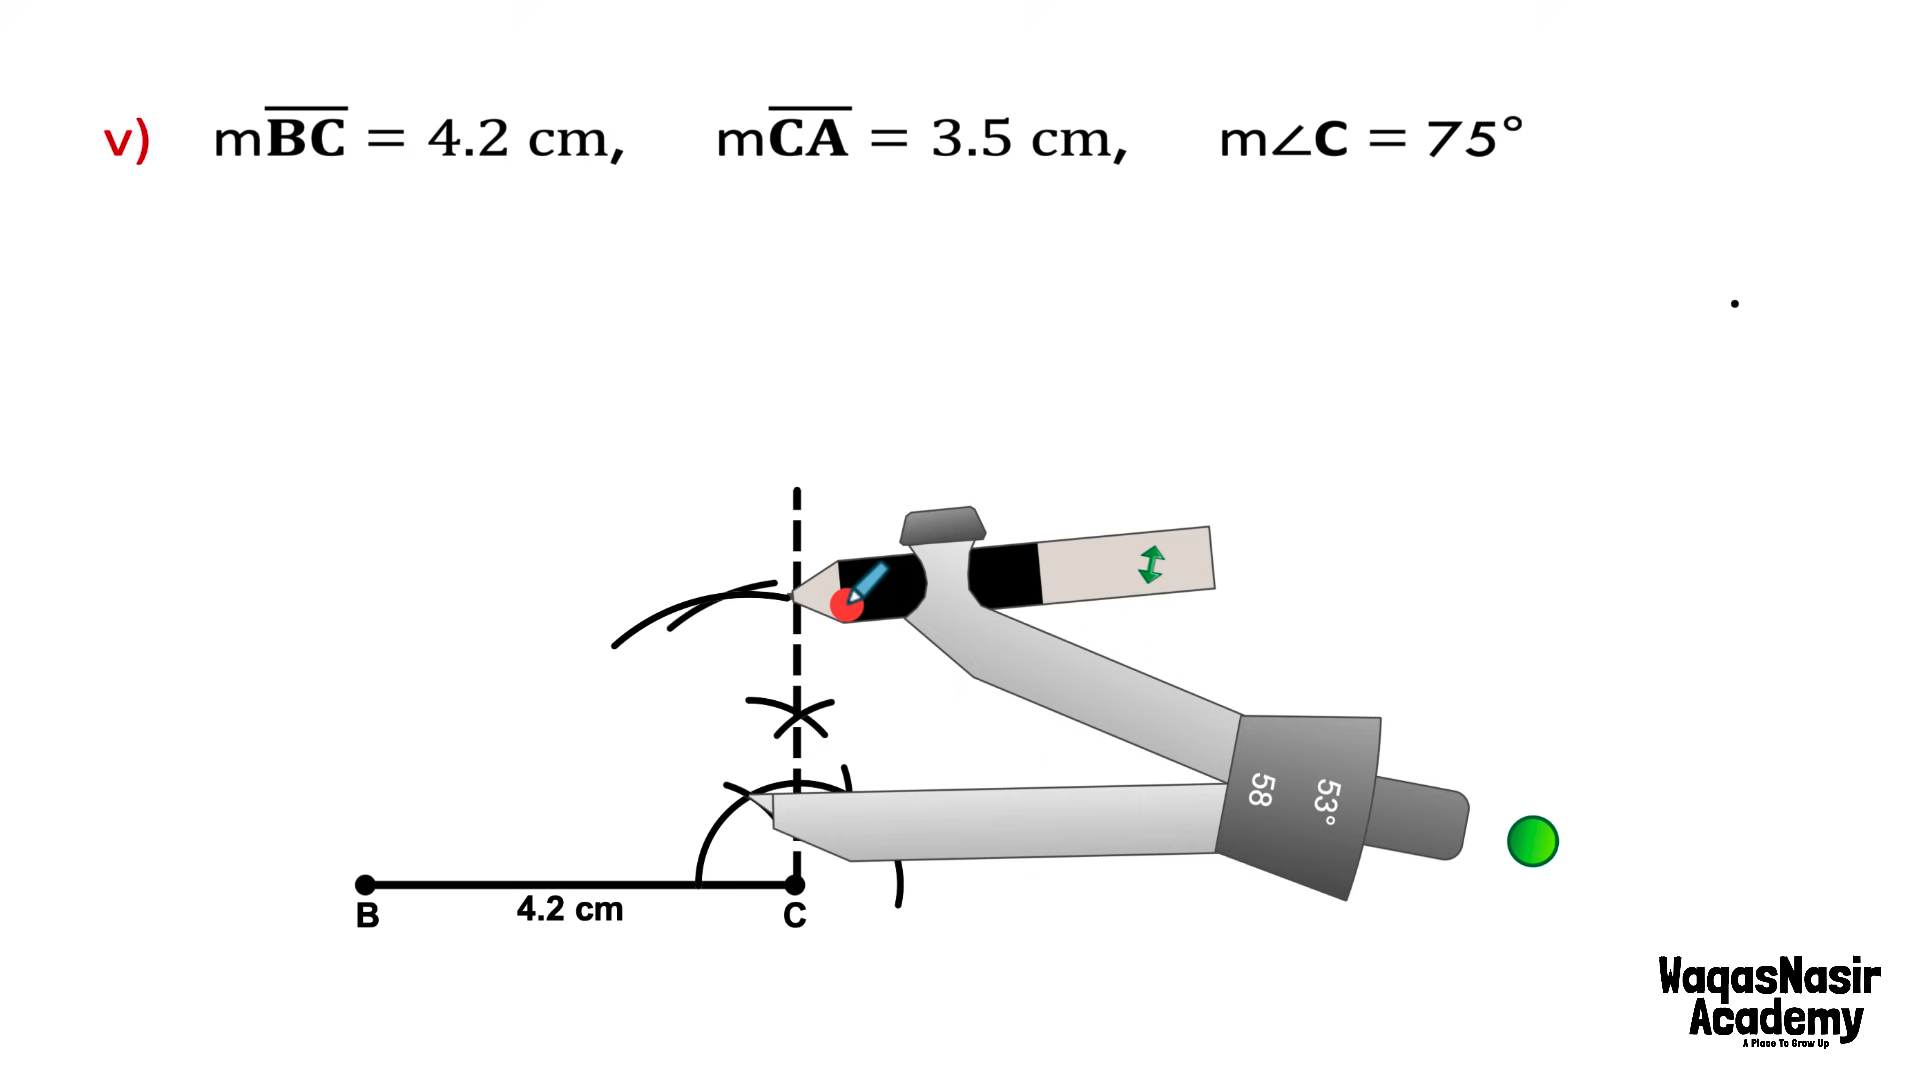 v) mBC = 4.2 cm, mCA = 3.5 cm, m∠C = 75°
58 53°
B 4.2 cm C
WaqasNasir
Academy
A Place To Grow Up